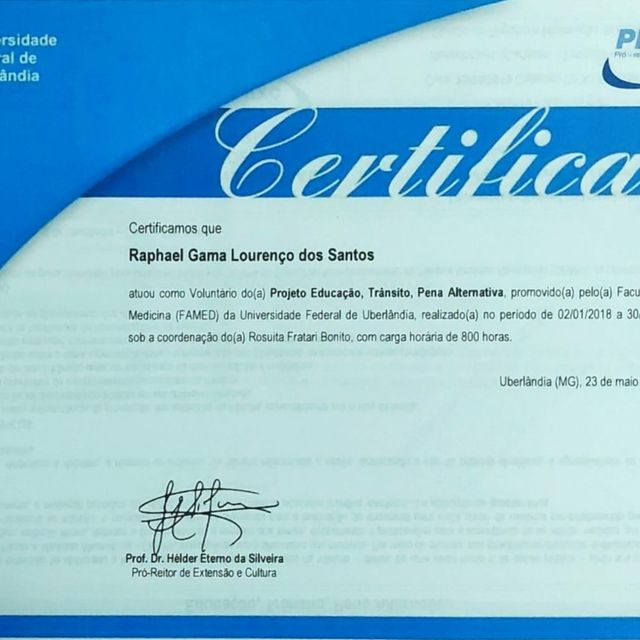 ersidade
ral de
lândia
Certifica
Certificamos que
Raphael Gama Lourenço dos Santos
atuou como Voluntário do(a) Projeto Educação, Trânsito, Pena Alternativa, promovido(a) pelo(a) Facu
Medicina (FAMED) da Universidade Federal de Uberlândia, realizado(a) no período de 02/01/2018 a 30/
sob a coordenação do(a) Rosuita Fratari Bonito, com carga horária de 800 horas.
Uberlândia (MG), 23 de maio
Prof. Dr. Hélder Eterno da Silveira
Pró-Reitor de Extensão e Cultura